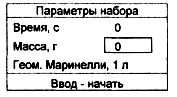 Параметры набора
Время, с 0
Масса, г 0
Геом. Маринелли, 1 л
Ввод - начать